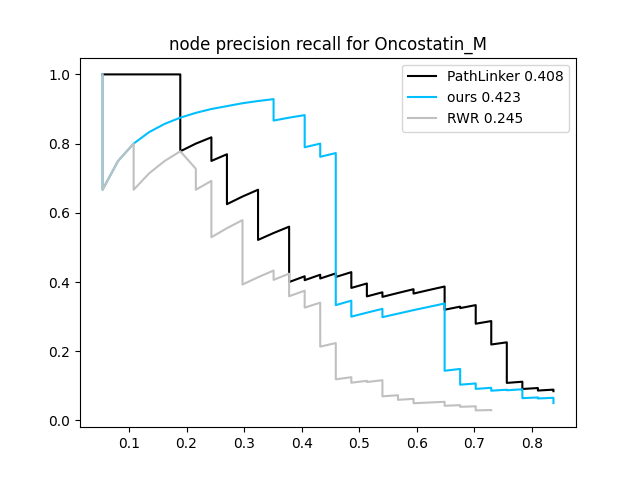 node precision recall for Oncostatin_M
PathLinker 0.408
ours 0.423
RWR 0.245
1.0
0.8
0.6
0.4
0.2
0.0
0.1 0.2 0.3 0.4 0.5 0.6 0.7 0.8